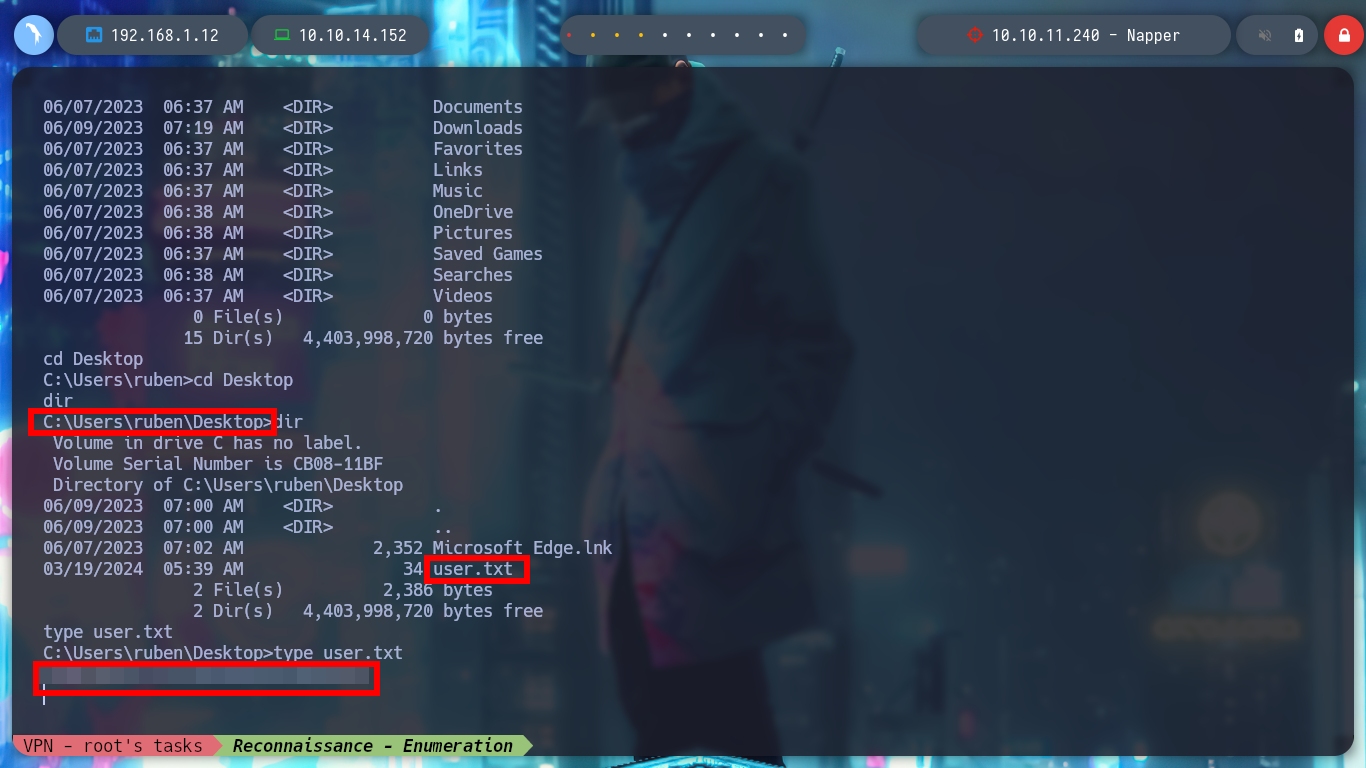 192.168.1.12 10.10.14.152 10.10.11.240 - Napper
06/07/2023  06:37 AM    <DIR>          Documents
06/09/2023  07:19 AM    <DIR>          Downloads
06/07/2023  06:37 AM    <DIR>          Favorites
06/07/2023  06:37 AM    <DIR>          Links
06/07/2023  06:37 AM    <DIR>          Music
06/07/2023  06:38 AM    <DIR>          OneDrive
06/07/2023  06:38 AM    <DIR>          Pictures
06/07/2023  06:37 AM    <DIR>          Saved Games
06/07/2023  06:38 AM    <DIR>          Searches
06/07/2023  06:37 AM    <DIR>          Videos
               0 File(s)              0 bytes
              15 Dir(s)   4,403,998,720 bytes free
cd Desktop
C:\Users\ruben>cd Desktop
dir
C:\Users\ruben\Desktop>dir
 Volume in drive C has no label.
 Volume Serial Number is CB08-11BF
 Directory of C:\Users\ruben\Desktop
06/09/2023  07:00 AM    <DIR>          .
06/09/2023  07:00 AM    <DIR>          ..
06/07/2023  07:02 AM             2,352 Microsoft Edge.lnk
03/19/2024  05:39 AM                34 user.txt
               2 File(s)          2,386 bytes
               2 Dir(s)   4,403,998,720 bytes free
type user.txt
C:\Users\ruben\Desktop>type user.txt
VPN - root's tasks Reconnaissance - Enumeration